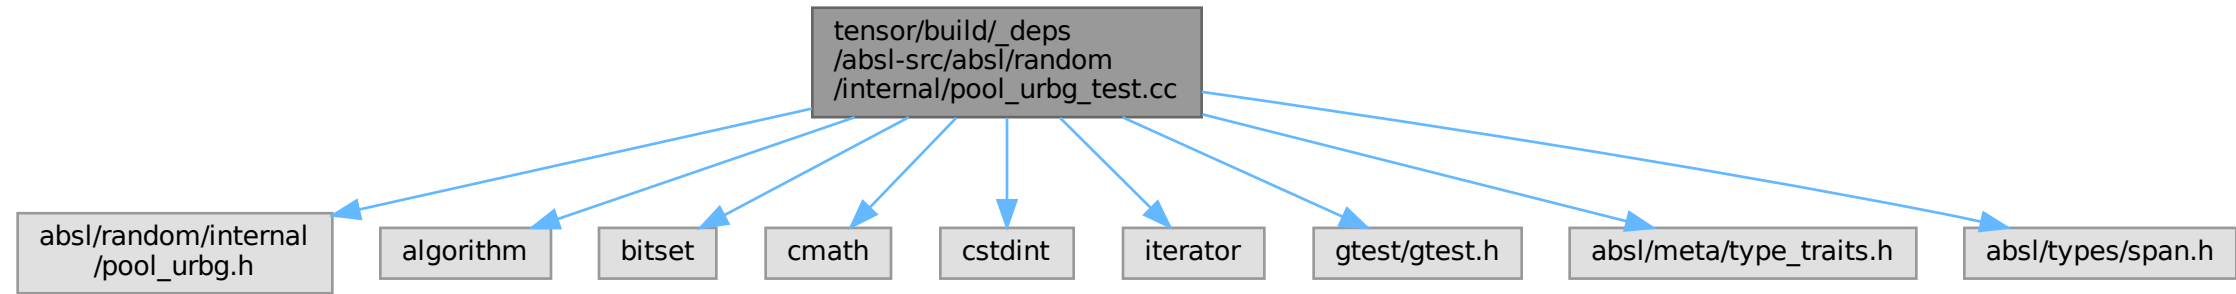 tensor/build/_deps
/absl-src/absl/random
/internal/pool_urbg_test.cc
absl/random/internal
/pool_urbg.h
algorithm
bitset
cmath
cstdint
iterator
gtest/gtest.h
absl/meta/type_traits.h
absl/types/span.h